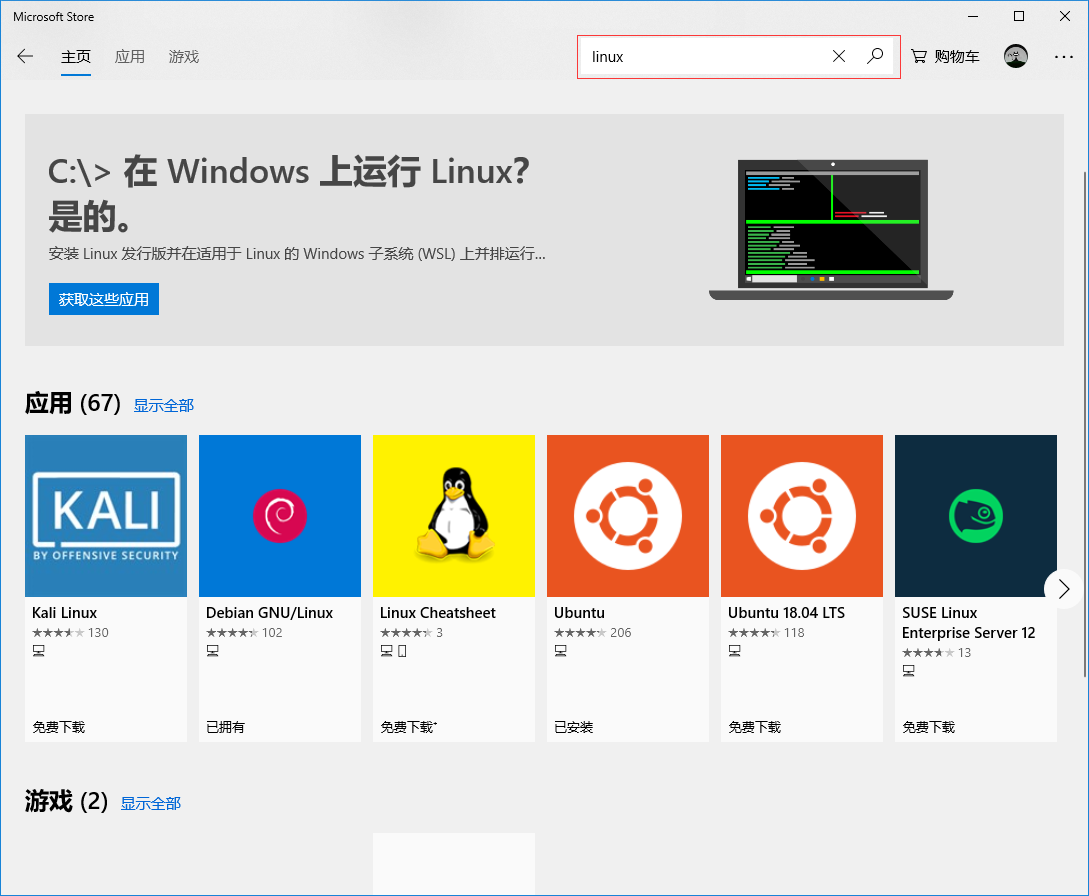 Microsoft Store
主页 应用 游戏 linux 购物车
C:\> 在 Windows 上运行 Linux?
是的。
安装 Linux 发行版并在适用于 Linux 的 Windows 子系统 (WSL) 上并排运行...
获取这些应用
应用 (67) 显示全部
KALI
BY OFFENSIVE SECURITY
Kali Linux
130
免费下载
Debian GNU/Linux
102
已拥有
Linux Cheatsheet
3
免费下载+
Ubuntu
206
已安装
Ubuntu 18.04 LTS
118
免费下载
SUSE Linux
Enterprise Server 12
13
免费下载
游戏 (2) 显示全部